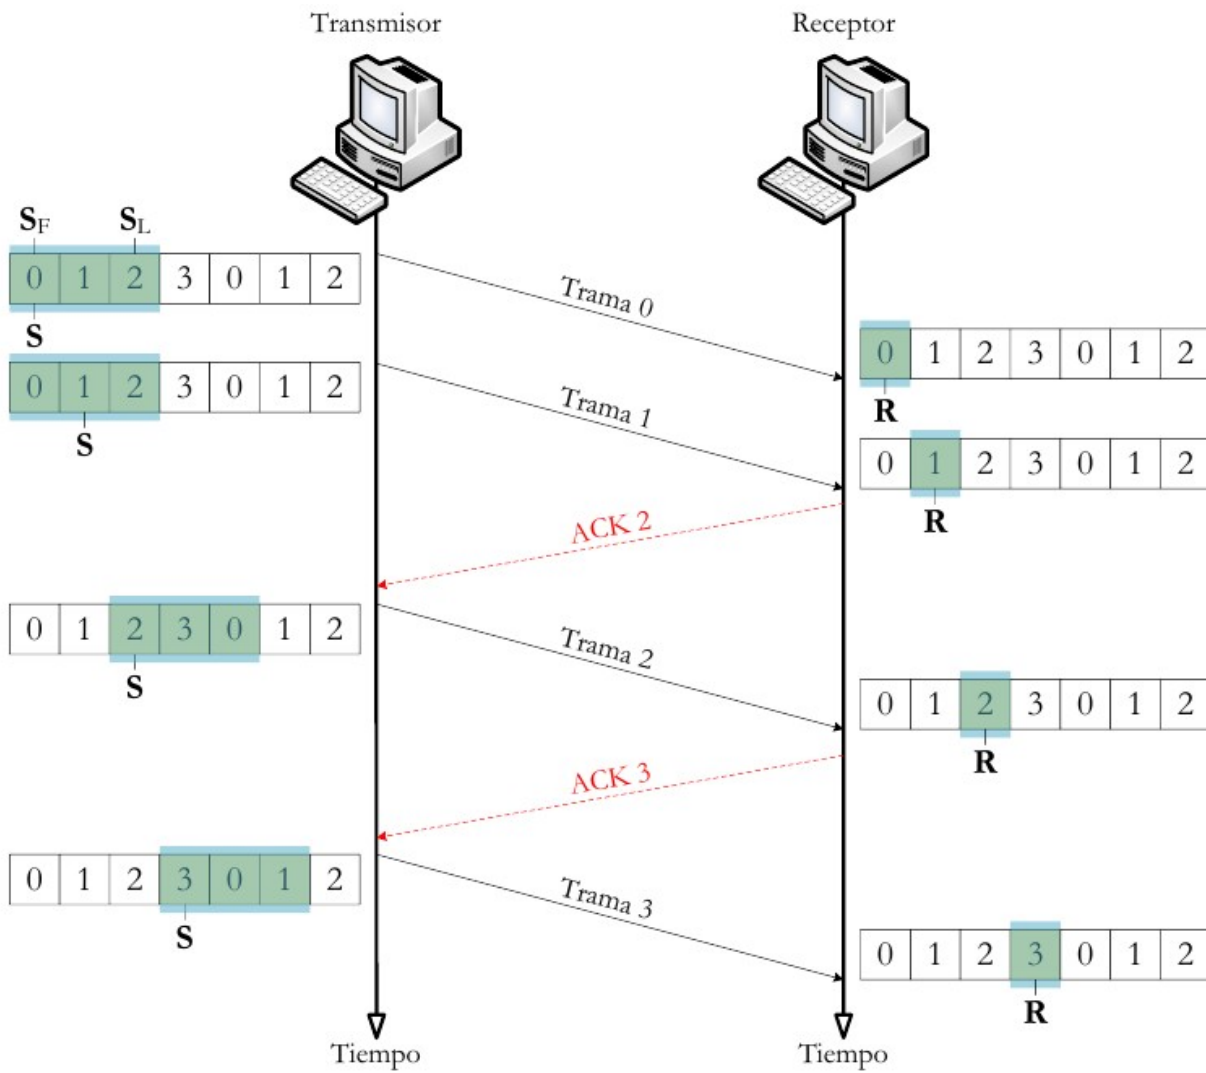 Transmisor
Receptor
S_F S_L
0 1 2 3 0 1 2
S
Trama 0
0 1 2 3 0 1 2
R
0 1 2 3 0 1 2
S
Trama 1
0 1 2 3 0 1 2
R
ACK 2
0 1 2 3 0 1 2
S
Trama 2
0 1 2 3 0 1 2
R
ACK 3
0 1 2 3 0 1 2
S
Trama 3
0 1 2 3 0 1 2
R
Tiempo
Tiempo